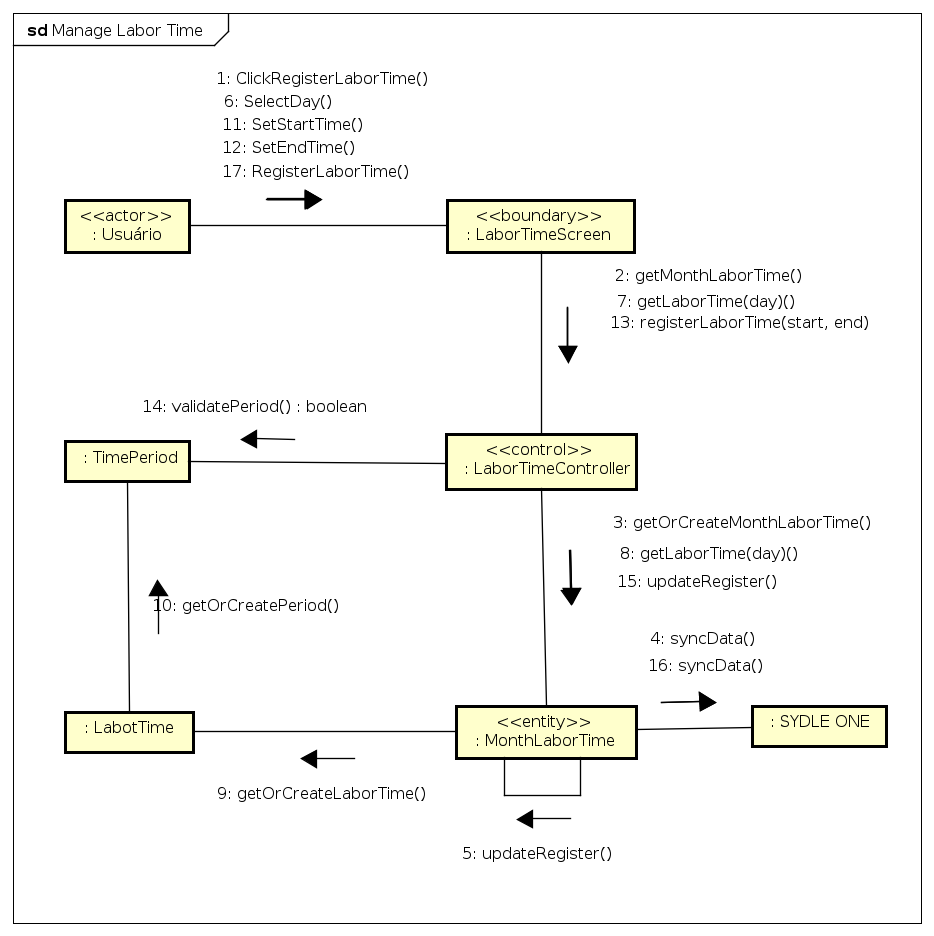 sd Manage Labor Time
1: ClickRegisterLaborTime()
6: SelectDay()
11: SetStartTime()
12: SetEndTime()
17: RegisterLaborTime()
<<actor>>
: Usuário
<<boundary>>
: LaborTimeScreen
2: getMonthLaborTime()
7: getLaborTime(day)()
13: registerLaborTime(start, end)
14: validatePeriod() : boolean
: TimePeriod
<<control>>
: LaborTimeController
3: getOrCreateMonthLaborTime()
8: getLaborTime(day)()
15: updateRegister()
10: getOrCreatePeriod()
4: syncData()
16: syncData()
: LabotTime
<<entity>>
: MonthLaborTime
: SYDLE ONE
9: getOrCreateLaborTime()
5: updateRegister()